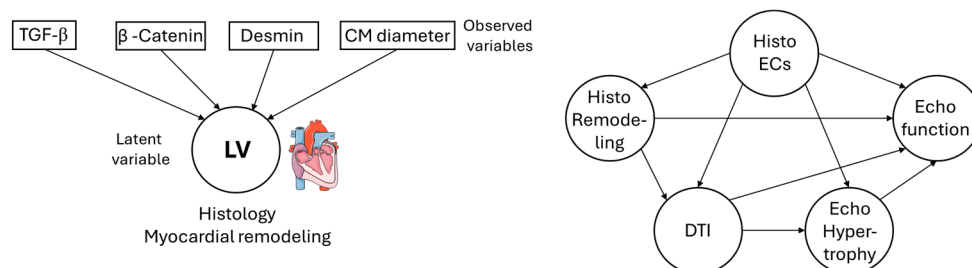 TGF-β
β -Catenin
Desmin
CM diameter
Observed
variables
Latent
variable
LV
Histology
Myocardial remodeling
Histo
ECs
Histo
Remode-
ling
Echo
function
DTI
Echo
Hyper-
trophy